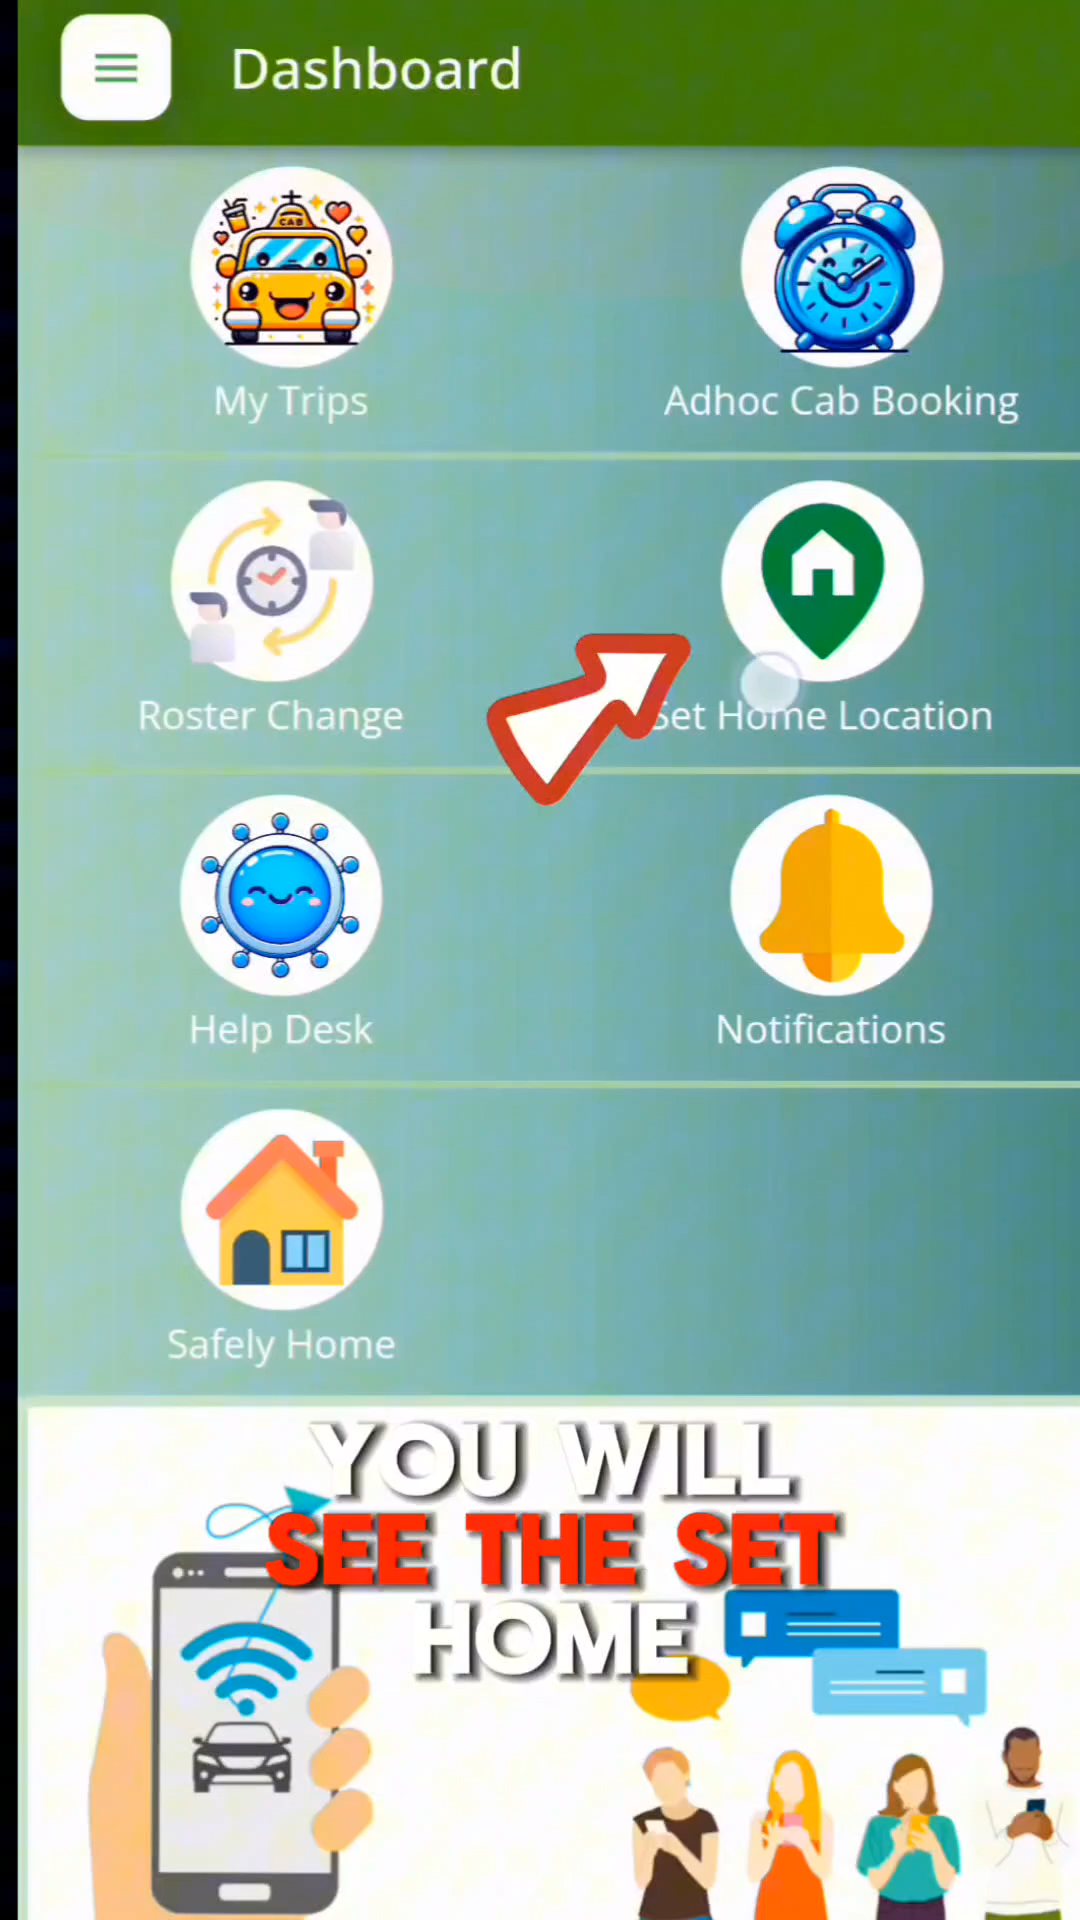 Dashboard
CAB
My Trips
Adhoc Cab Booking
Roster Change
Set Home Location
Help Desk
Notifications
Safely Home
YOU WILL
SEE THE SET
HOME